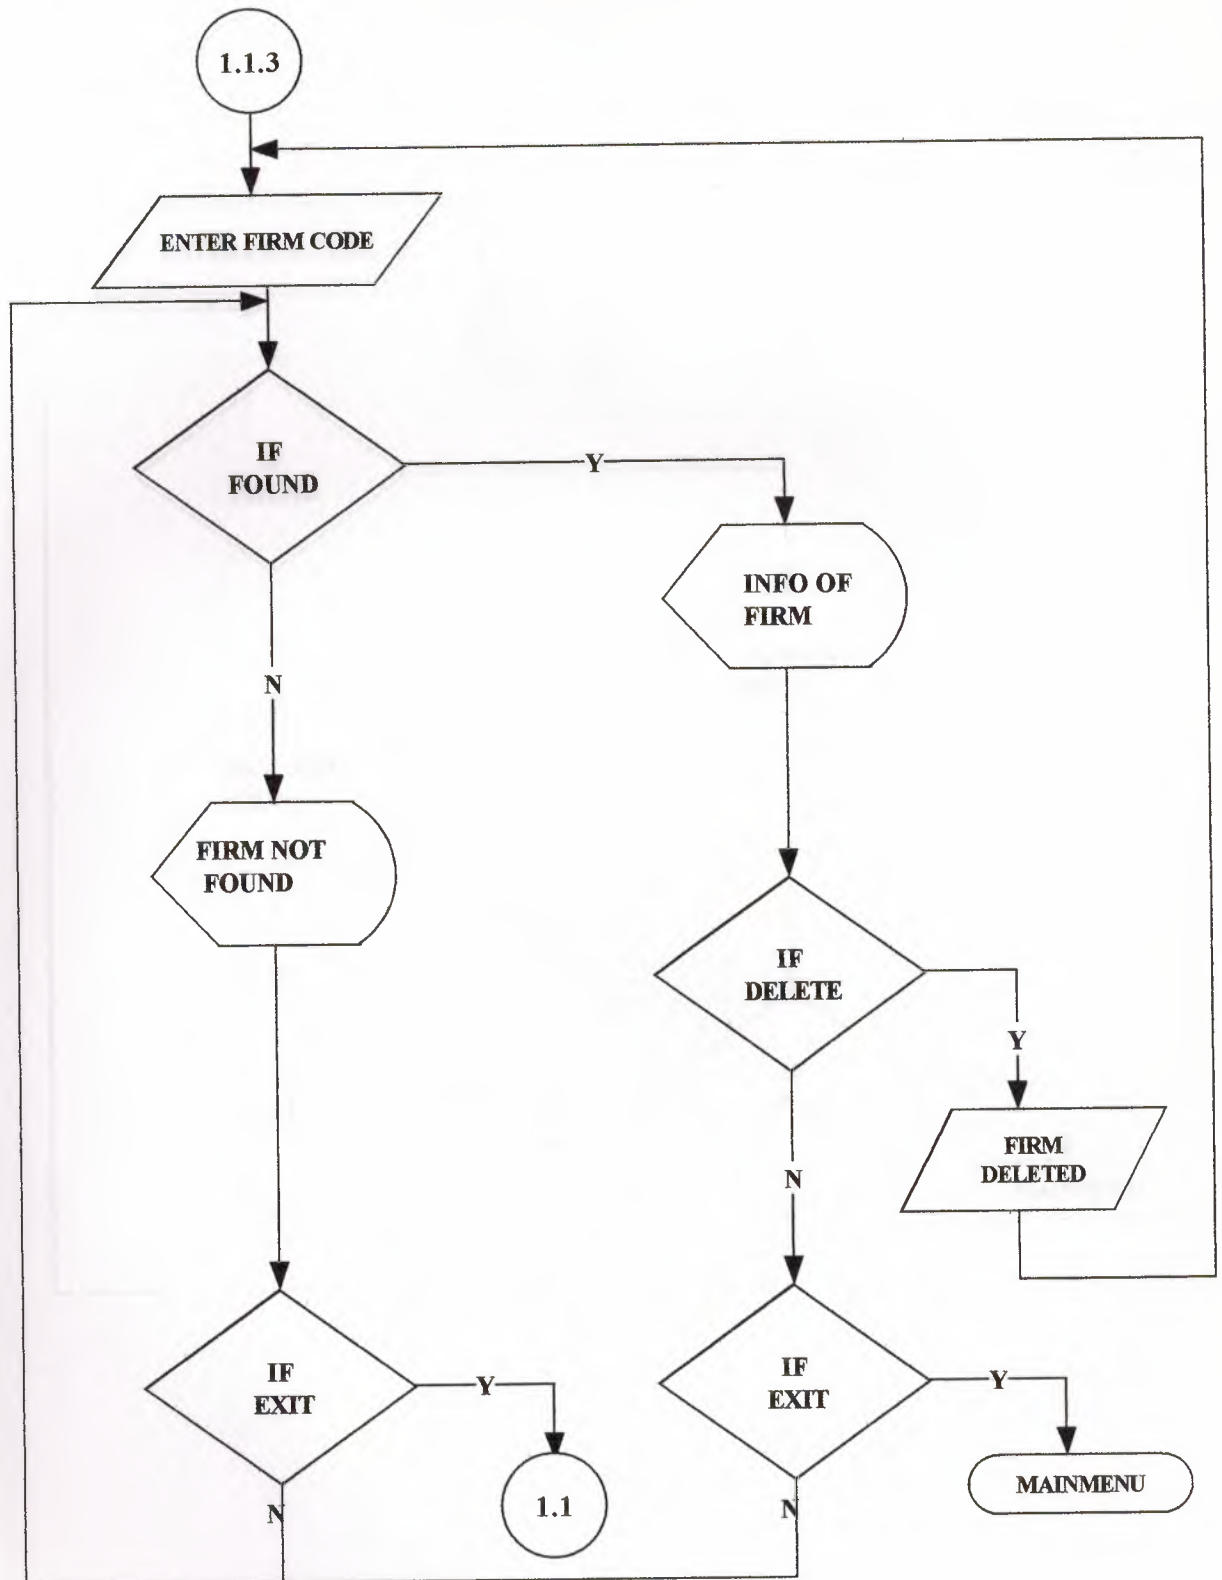 1.1.3
ENTER FIRM CODE
IF
FOUND
Y
INFO OF
FIRM
N
FIRM NOT
FOUND
IF
DELETE
Y
FIRM
DELETED
N
IF
EXIT
Y
IF
EXIT
Y
1.1
MAINMENU
N
N